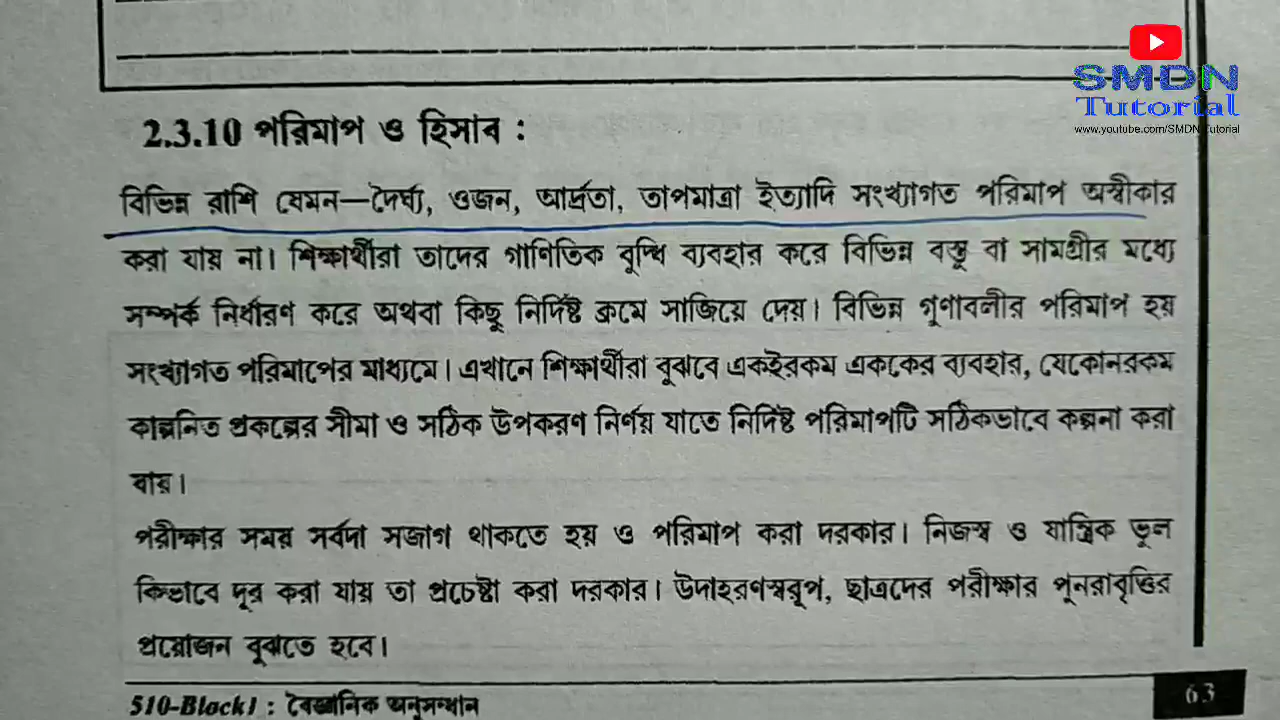 SMDN
Tutorial
www.youtube.com/SMDN Tutorial
2.3.10 পরিমাপ ও হিসাব :
বিভিন্ন রাশি যেমন—দৈর্ঘ্য, ওজন, আর্দ্রতা, তাপমাত্রা ইত্যাদি সংখ্যাগত পরিমাপ অস্বীকার
করা যায় না। শিক্ষার্থীরা তাদের গাণিতিক বুদ্ধি ব্যবহার করে বিভিন্ন বস্তু বা সামগ্রীর মধ্যে
সম্পর্ক নির্ধারণ করে অথবা কিছু নির্দিষ্ট ক্রমে সাজিয়ে দেয়। বিভিন্ন গুণাবলীর পরিমাপ হয়
সংখ্যাগত পরিমাপের মাধ্যমে। এখানে শিক্ষার্থীরা বুঝবে একইরকম এককের ব্যবহার, যেকোনরকম
কাল্পনিত প্রকল্পের সীমা ও সঠিক উপকরণ নির্ণয় যাতে নির্দিষ্ট পরিমাপটি সঠিকভাবে কল্পনা করা
যায়।
পরীক্ষার সময় সর্বদা সজাগ থাকতে হয় ও পরিমাপ করা দরকার। নিজস্ব ও যান্ত্রিক ভুল
কিভাবে দূর করা যায় তা প্রচেষ্টা করা দরকার। উদাহরণস্বরূপ, ছাত্রদের পরীক্ষার পুনরাবৃত্তির
প্রয়োজন বুঝতে হবে।
510-Block1 : বৈজ্ঞানিক অনুসন্ধান
63